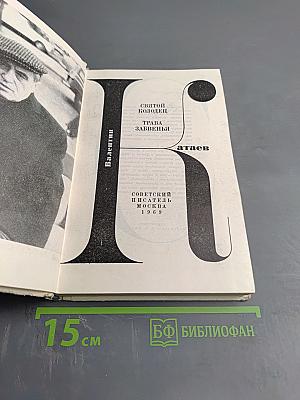 СВЯТОЙ
КОЛОДЕЦ
ТРАВА
ЗАБВЕНЬЯ
Валентин
Катаев
СОВЕТСКИЙ
ПИСАТЕЛЬ
МОСКВА
1969
15 см
БФ БИБЛИОФАН